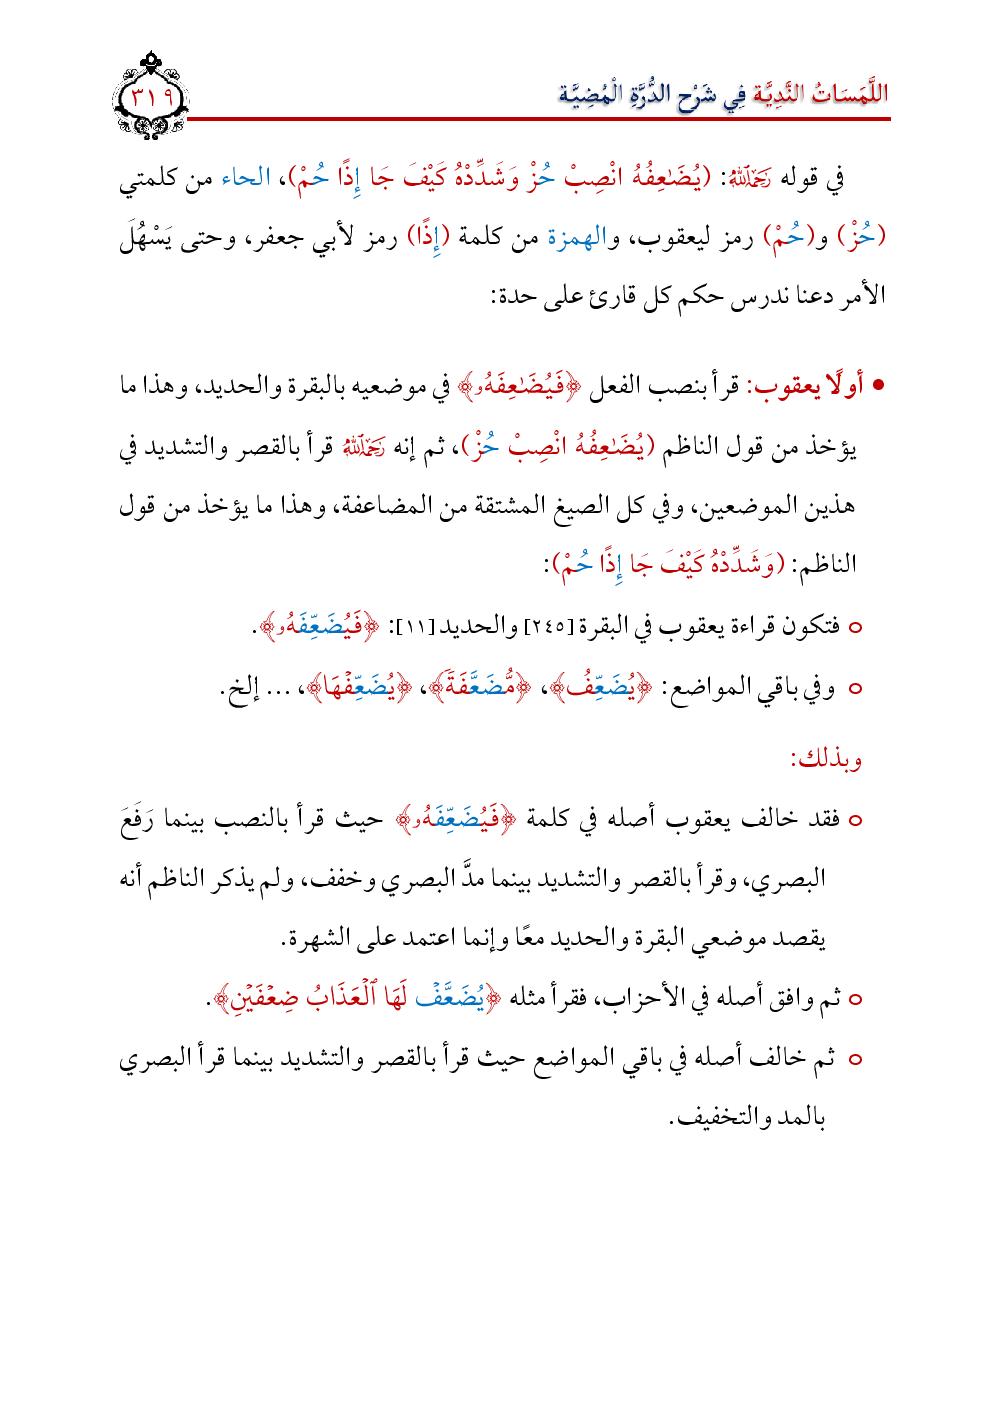 اللَّمَسَاتُ النَّدِيَّة فِي شَرْح الدُّرَّةِ الْمُضِيَّة
٣١٩
في قوله رَحِمَهُ ٱللَّهُ: (يُضَٰعِفُهُ انْصِبْ حُزْ وَشَدِّدْهُ كَيْفَ جَا إِذًا حُمْ)، الحاء من كلمتي
(حُزْ) و(حُمْ) رمز ليعقوب، والهمزة من كلمة (إِذًا) رمز لأبي جعفر، وحتى يَسْهُلَ
الأمر دعنا ندرس حكم كل قارئ على حدة:
• أولًا يعقوب: قرأ بنصب الفعل ﴿فَيُضَٰعِفَهُۥ﴾ في موضعيه بالبقرة والحديد، وهذا ما
يؤخذ من قول الناظم (يُضَٰعِفُهُ انْصِبْ حُزْ)، ثم إنه رَحِمَهُ ٱللَّهُ قرأ بالقصر والتشديد في
هذين الموضعين، وفي كل الصيغ المشتقة من المضاعفة، وهذا ما يؤخذ من قول
الناظم: (وَشَدِّدْهُ كَيْفَ جَا إِذًا حُمْ):
○ فتكون قراءة يعقوب في البقرة [٢٤٥] والحديد [١١]: ﴿فَيُضَعِّفَهُۥ﴾.
○ وفي باقي المواضع: ﴿يُضَعِّفُ﴾، ﴿مُّضَعَّفَةٗ﴾، ﴿يُضَعِّفۡهَا﴾، ... إلخ.
وبذلك:
○ فقد خالف يعقوب أصله في كلمة ﴿فَيُضَعِّفَهُۥ﴾ حيث قرأ بالنصب بينما رَفَعَ
البصري، وقرأ بالقصر والتشديد بينما مدَّ البصري وخفف، ولم يذكر الناظم أنه
يقصد موضعي البقرة والحديد معًا وإنما اعتمد على الشهرة.
○ ثم وافق أصله في الأحزاب، فقرأ مثله ﴿يُضَعَّفۡ لَهَا ٱلۡعَذَابُ ضِعۡفَيۡنِ﴾.
○ ثم خالف أصله في باقي المواضع حيث قرأ بالقصر والتشديد بينما قرأ البصري
بالمد والتخفيف.